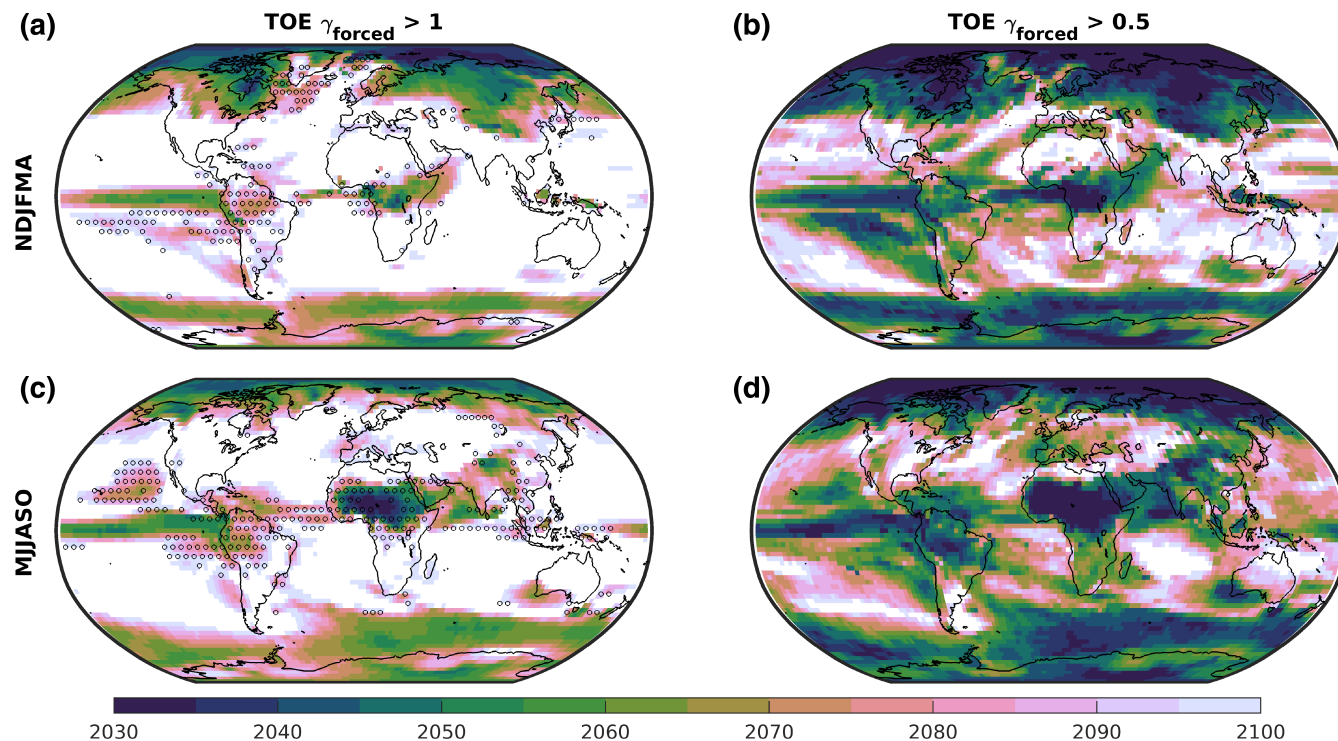 (a) TOE γforced > 1
(b) TOE γforced > 0.5
NDJFMA
(c)
(d)
MJJASO
2030 2040 2050 2060 2070 2080 2090 2100